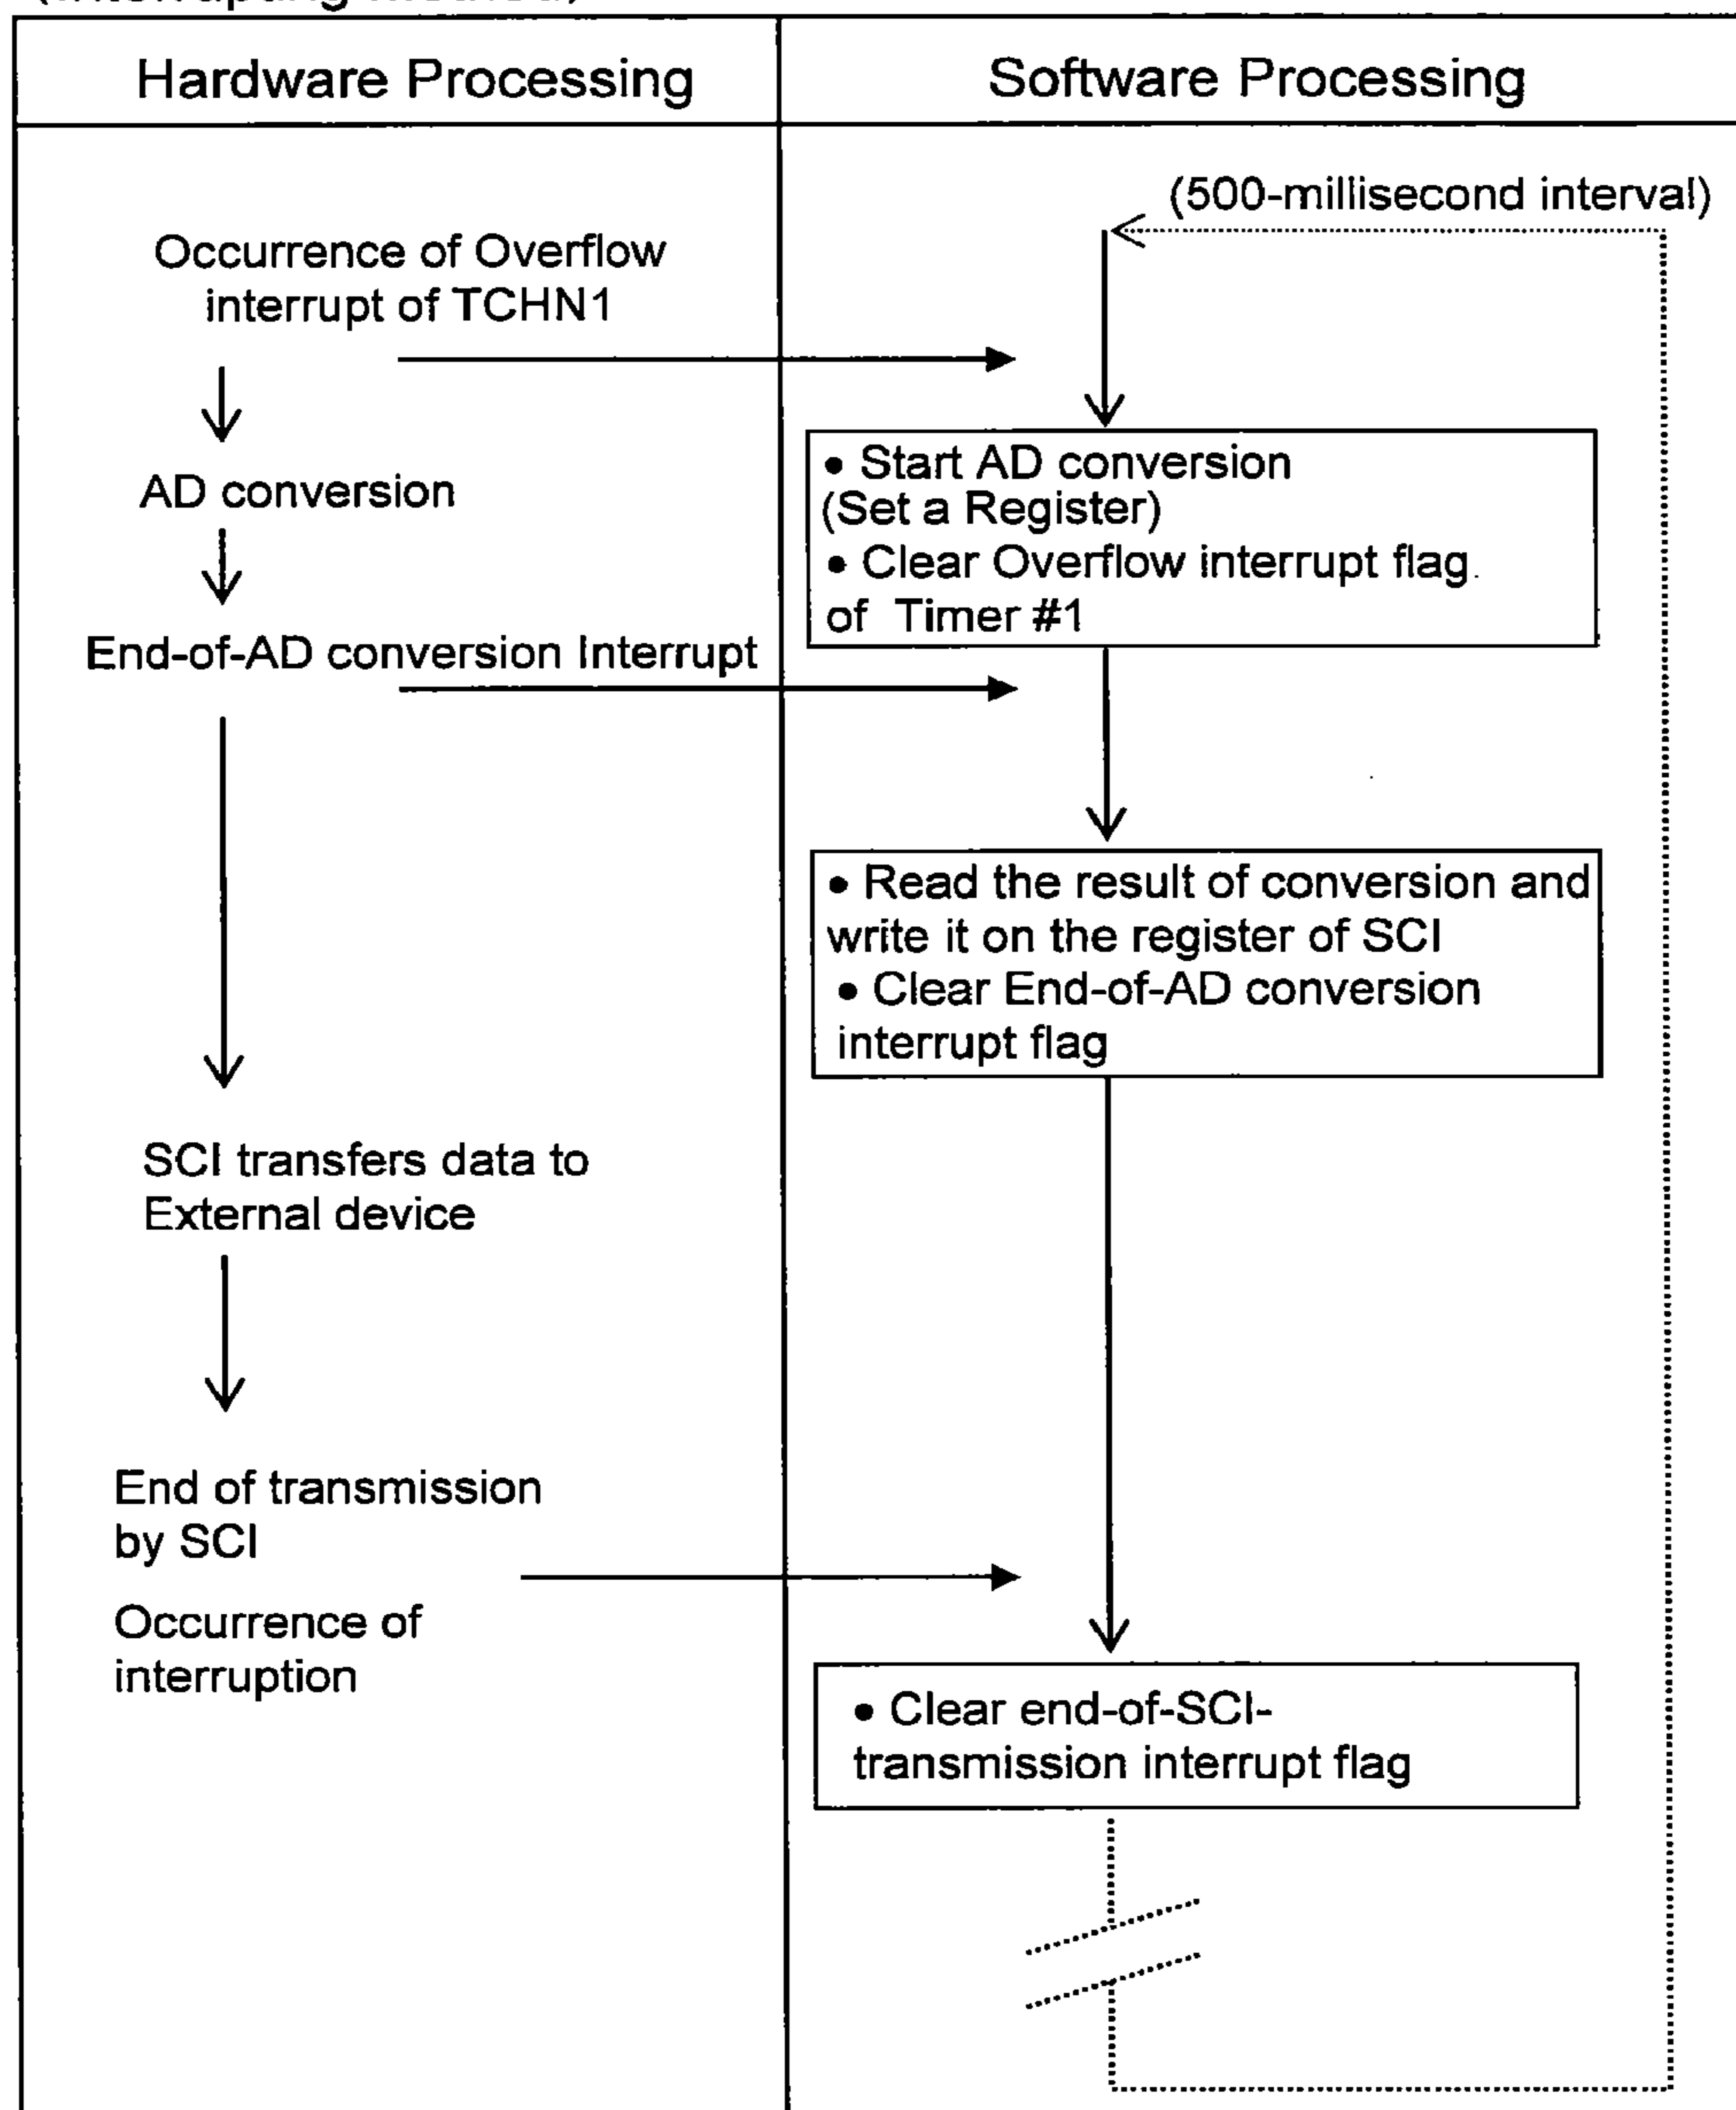 Hardware Processing
Software Processing
(500-millisecond interval)
Occurrence of Overflow
interrupt of TCHN1
AD conversion
• Start AD conversion
(Set a Register)
• Clear Overflow interrupt flag
of Timer #1
End-of-AD conversion Interrupt
• Read the result of conversion and
write it on the register of SCI
• Clear End-of-AD conversion
interrupt flag
SCI transfers data to
External device
End of transmission
by SCI
Occurrence of
interruption
• Clear end-of-SCI-
transmission interrupt flag